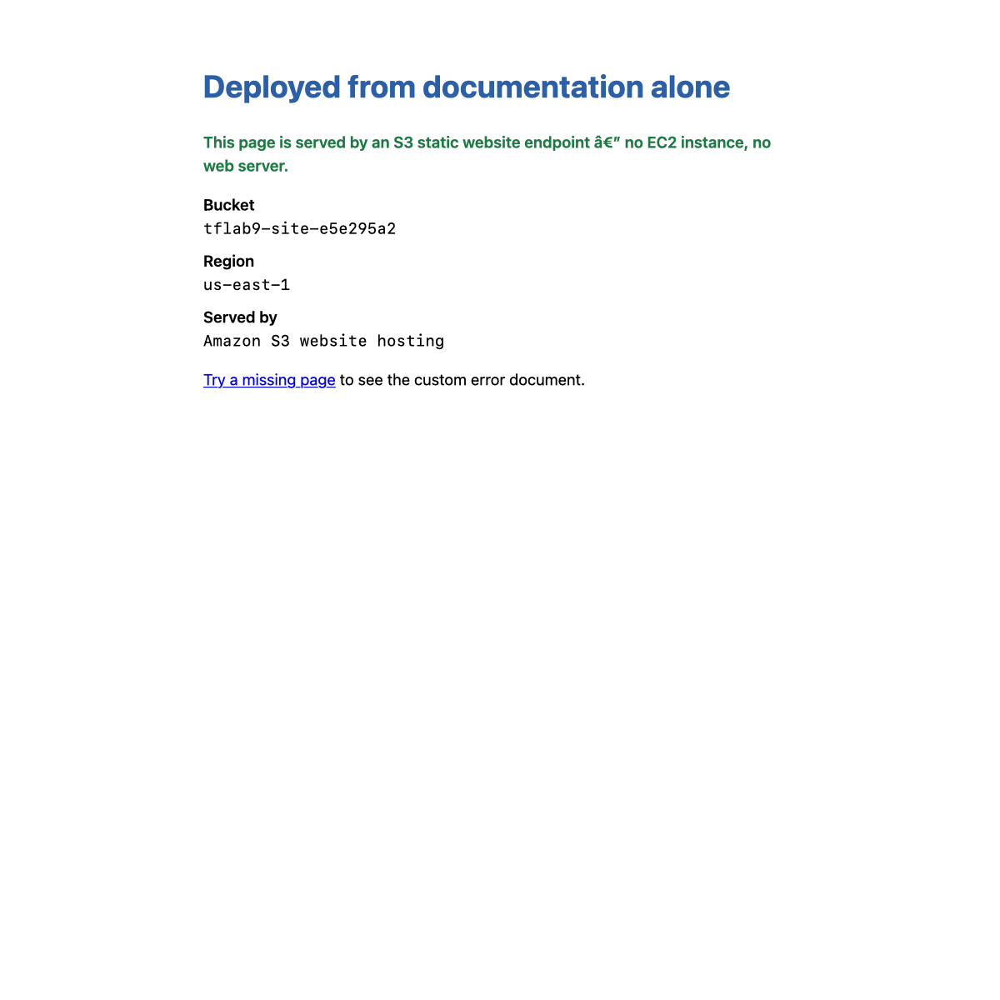 Deployed from documentation alone
This page is served by an S3 static website endpoint â€” no EC2 instance, no
web server.
Bucket
tflab9-site-e5e295a2
Region
us-east-1
Served by
Amazon S3 website hosting
Try a missing page to see the custom error document.